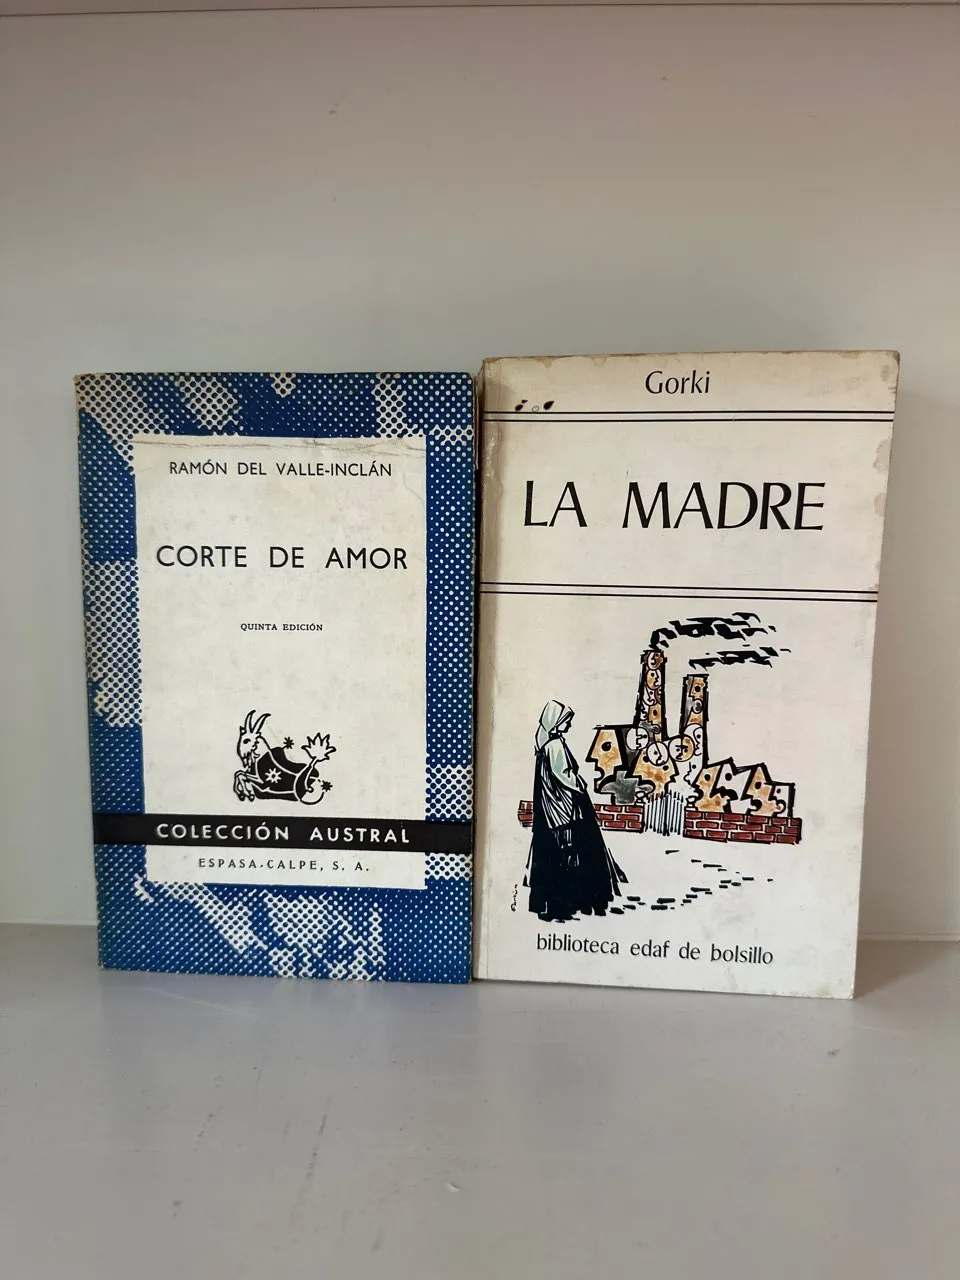 RAMÓN DEL VALLE-INCLÁN
CORTE DE AMOR
QUINTA EDICIÓN
COLECCIÓN AUSTRAL
ESPASA-CALPE, S. A.
Gorki
LA MADRE
biblioteca edaf de bolsillo